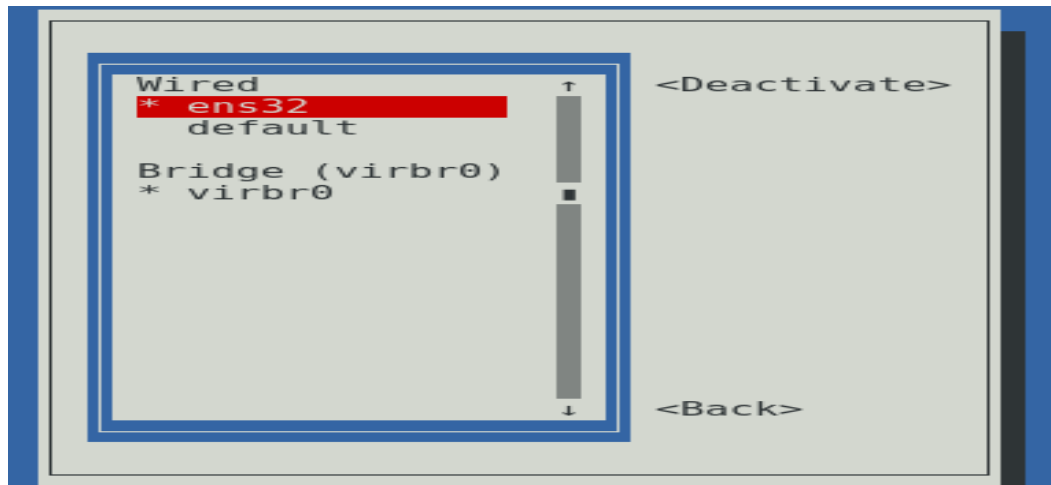 Wired
* ens32
default
Bridge (virbr0)
* virbr0
<Deactivate>
<Back>